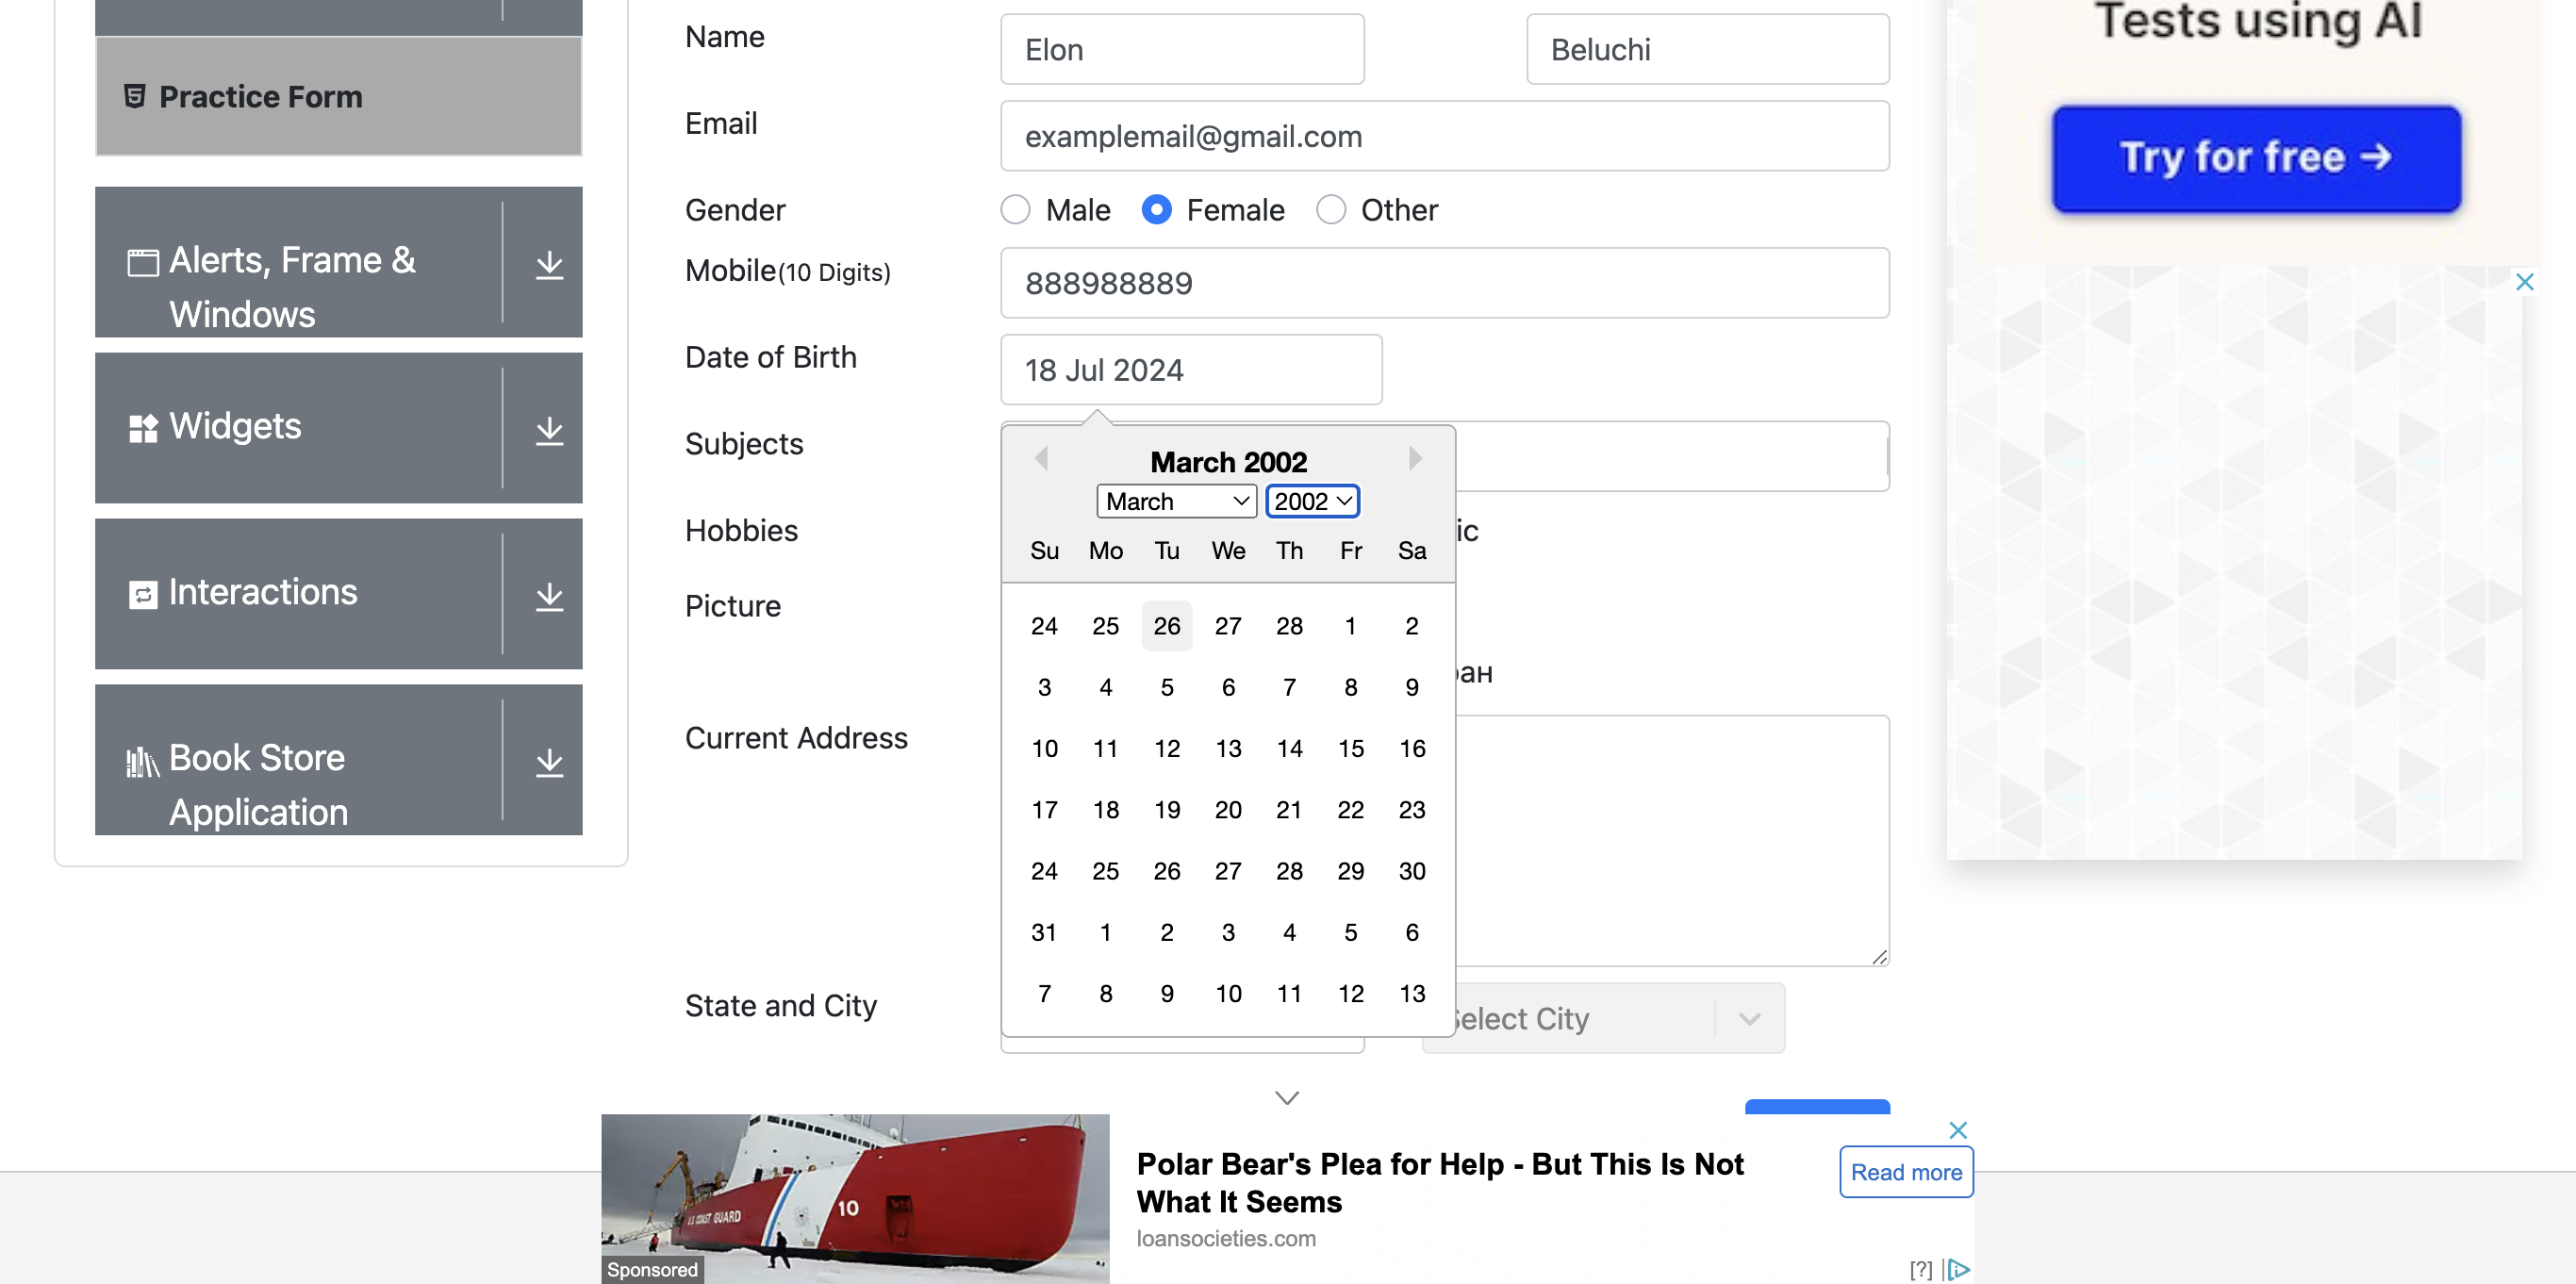 Practice Form
Alerts, Frame &
Windows
Widgets
Interactions
Book Store
Application
Name
Elon
Beluchi
Email
examplemail@gmail.com
Gender
Male
Female
Other
Mobile(10 Digits)
888988889
Date of Birth
18 Jul 2024
Subjects
Hobbies
Picture
Current Address
State and City
March 2002
March
2002
Su Mo Tu We Th Fr Sa
24 25 26 27 28 1 2
3 4 5 6 7 8 9
10 11 12 13 14 15 16
17 18 19 20 21 22 23
24 25 26 27 28 29 30
31 1 2 3 4 5 6
7 8 9 10 11 12 13
ic
ан
elect City
Tests using AI
Try for free →
U.S. COAST GUARD
10
Sponsored
Polar Bear's Plea for Help - But This Is Not
What It Seems
loansocieties.com
Read more
[?]